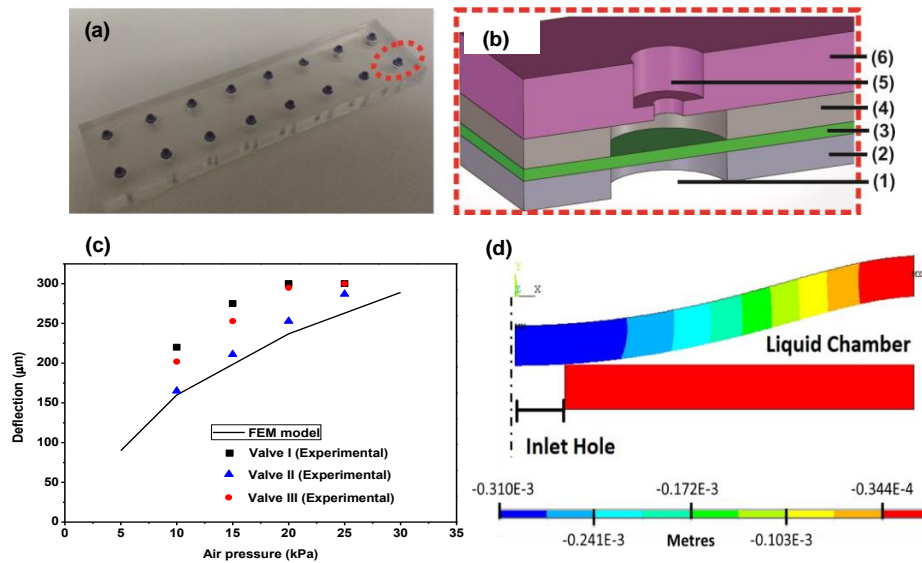 (a)
(b)
(6)
(5)
(4)
(3)
(2)
(1)
(c)
300
250
200
150
100
50
0
Deflection (µm)
FEM model
Valve I (Experimental)
Valve II (Experimental)
Valve III (Experimental)
0 5 10 15 20 25 30 35
Air pressure (kPa)
(d)
Y
Z X
MX
Liquid Chamber
Inlet Hole
-0.310E-3 -0.172E-3 -0.344E-4
-0.241E-3 Metres -0.103E-3